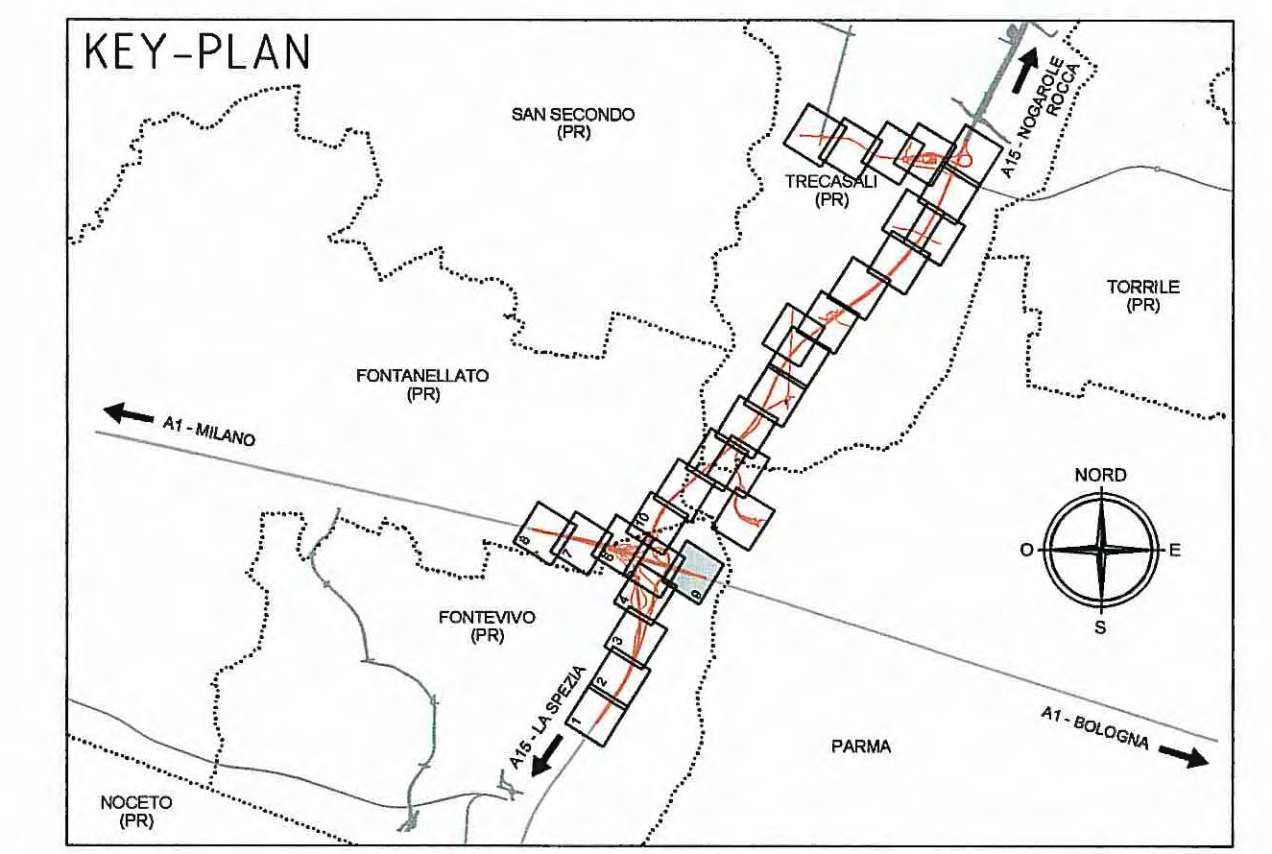 KEY-PLAN
SAN SECONDO
(PR)
A15 - NOGAROLE
ROCCA
TRECASALI
(PR)
TORRILE
(PR)
FONTANELLATO
(PR)
A1 - MILANO
NORD
O
E
S
10
8
7
6
9
4
3
2
1
FONTEVIVO
(PR)
A15 - LA SPEZIA
A1 - BOLOGNA
PARMA
NOCETO
(PR)